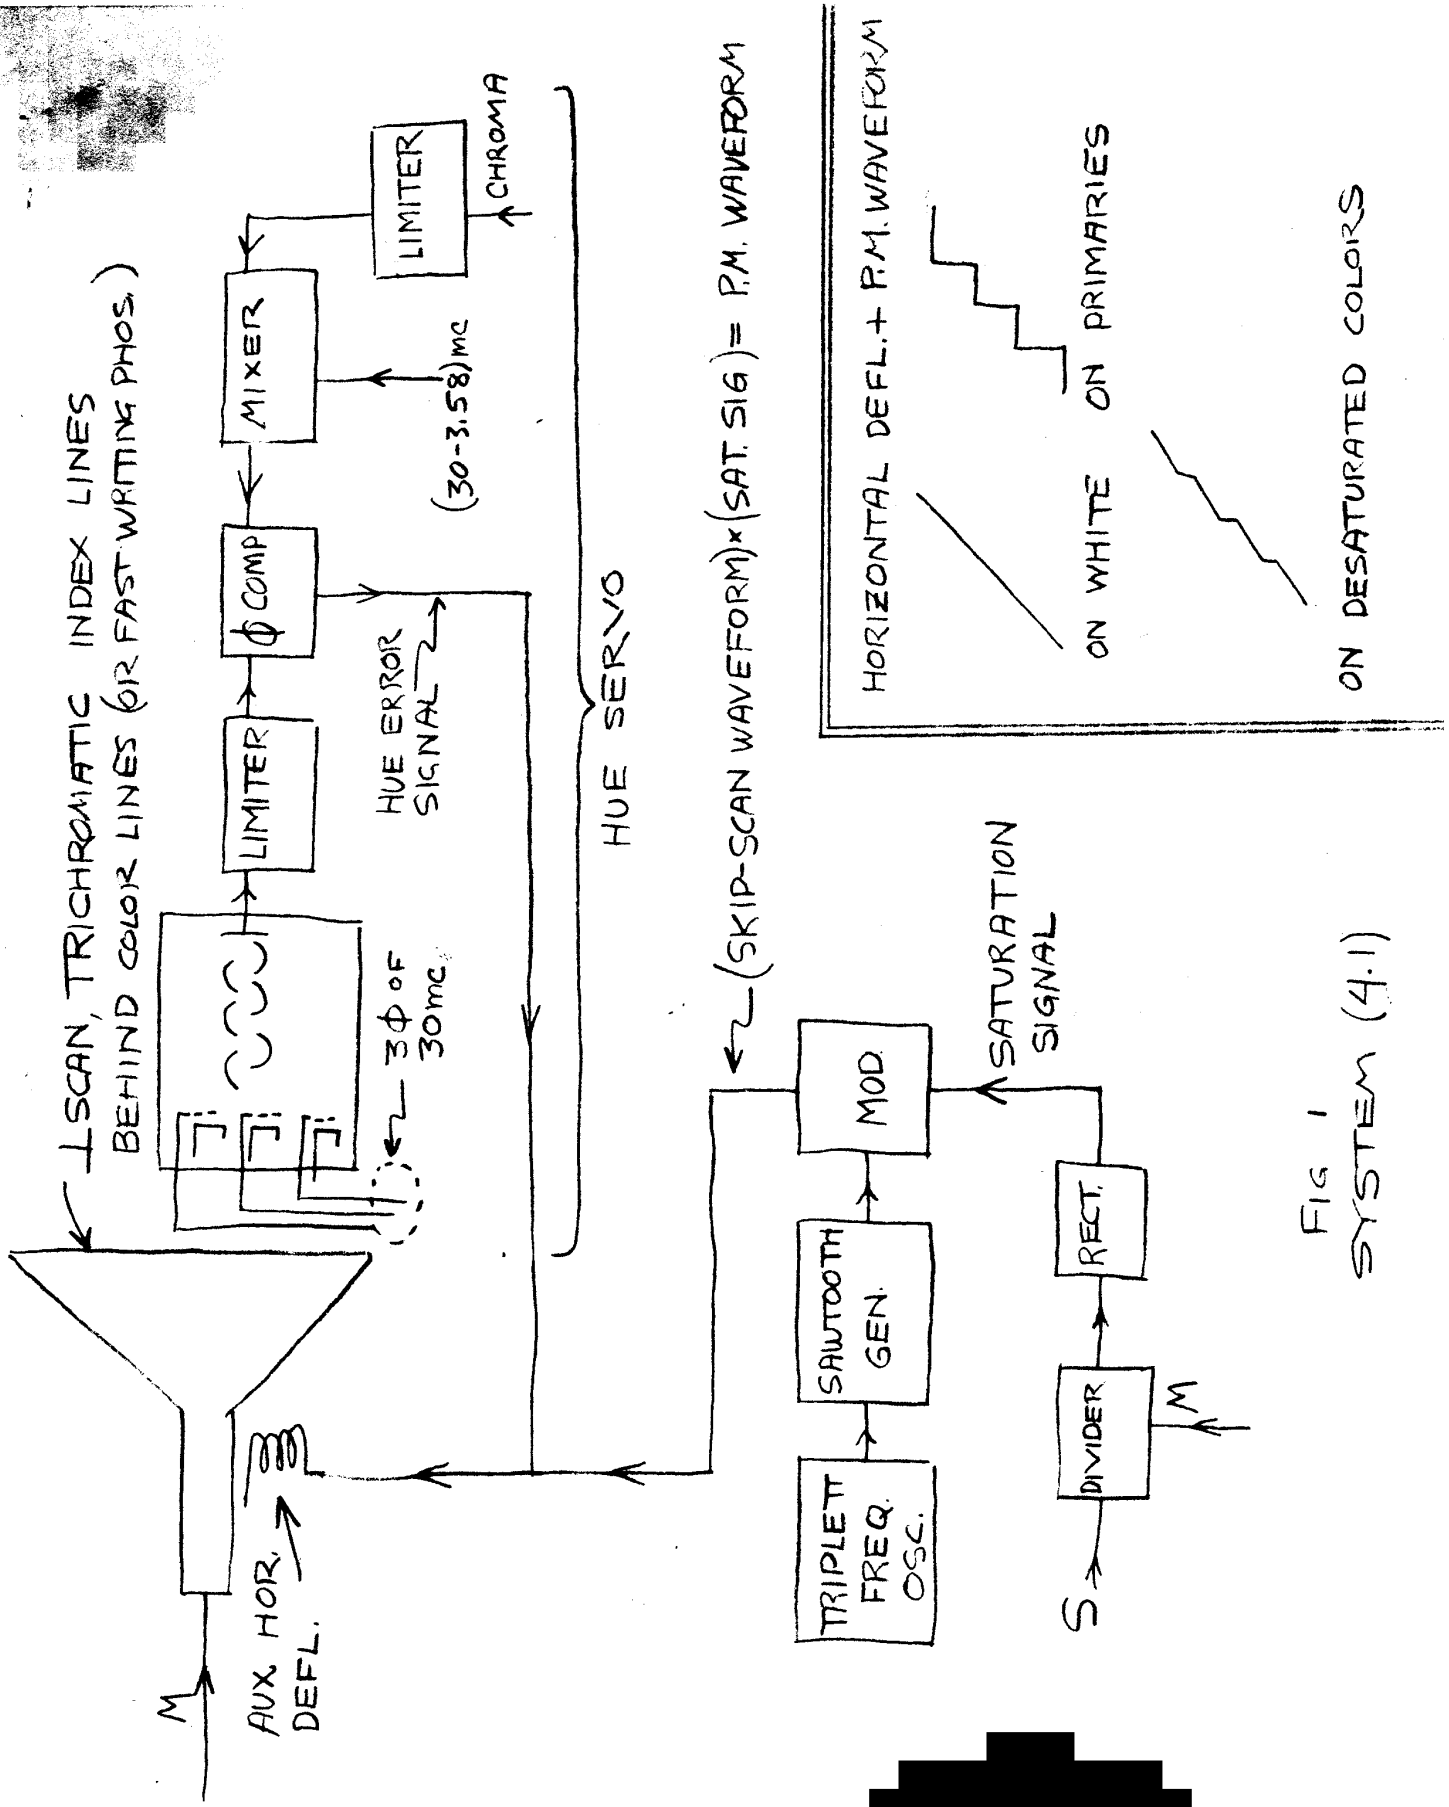 ⊥SCAN, TRICHROMATIC INDEX LINES
BEHIND COLOR LINES (OR FAST WRITING PHOS.)
M
AUX. HOR.
DEFL.
3Φ OF
30mc.
LIMITER
ΦCOMP
MIXER
LIMITER
CHROMA
(30-3.58)mc
HUE ERROR
SIGNAL
HUE SERVO
(SKIP-SCAN WAVEFORM)×(SAT. SIG)= P.M. WAVEFORM
TRIPLETT
FREQ.
OSC.
SAWTOOTH
GEN.
MOD.
SATURATION
SIGNAL
S
DIVIDER
M
RECT.
HORIZONTAL DEFL.+ P.M. WAVEFORM
ON WHITE
ON PRIMARIES
ON DESATURATED COLORS
FIG 1
SYSTEM (4.1)